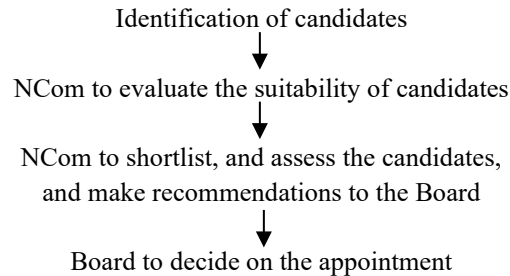 Identification of candidates
NCom to evaluate the suitability of candidates
NCom to shortlist, and assess the candidates,
and make recommendations to the Board
Board to decide on the appointment